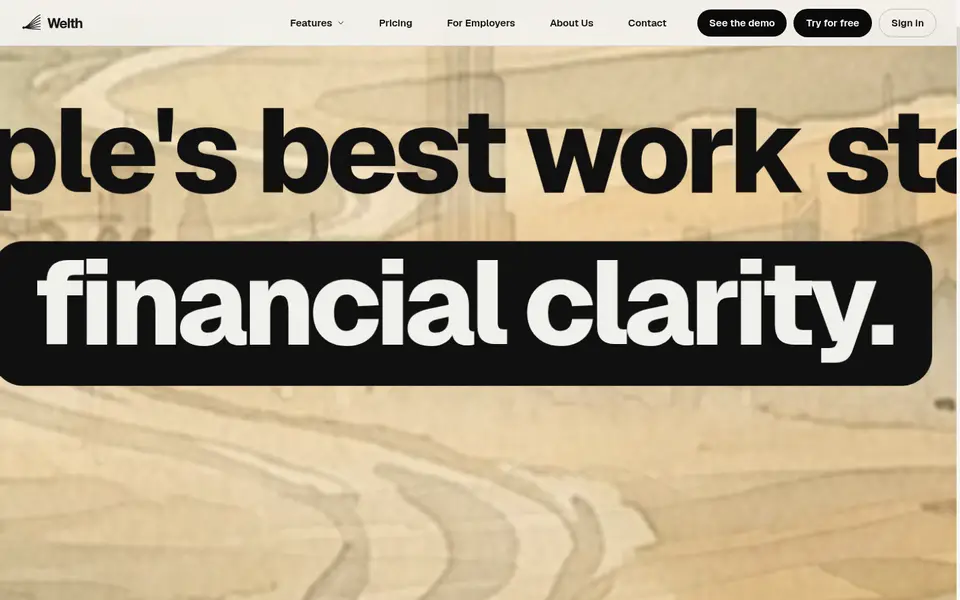 Welth
Features
Pricing
For Employers
About Us
Contact
See the demo
Try for free
Sign in
ple's best work sta
financial clarity.